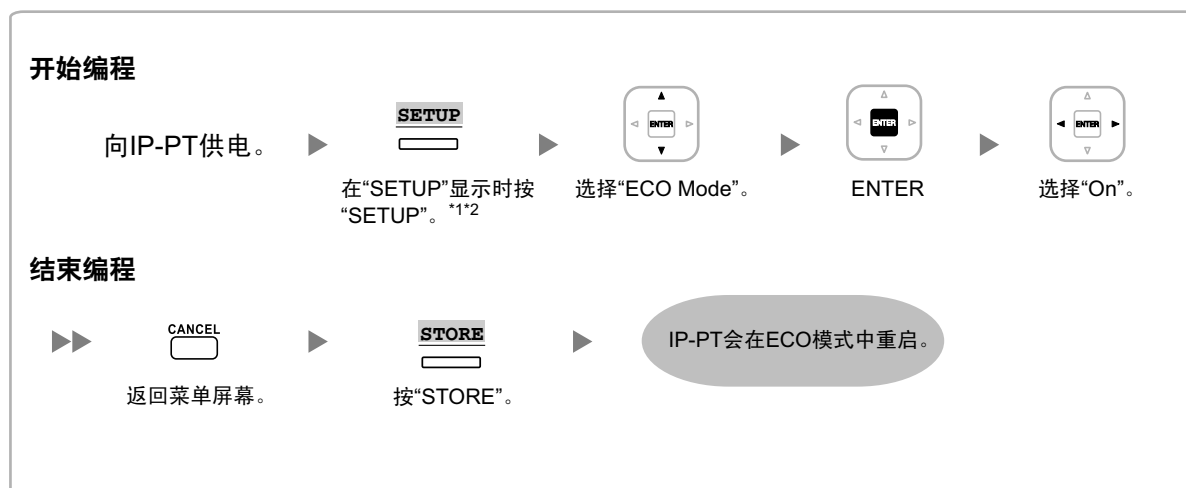 开始编程
向IP-PT供电。
SETUP
在“SETUP”显示时按
“SETUP”。*1*2
ENTER
选择“ECO Mode”。
ENTER
ENTER
ENTER
选择“On”。
结束编程
CANCEL
返回菜单屏幕。
STORE
按“STORE”。
IP-PT会在ECO模式中重启。